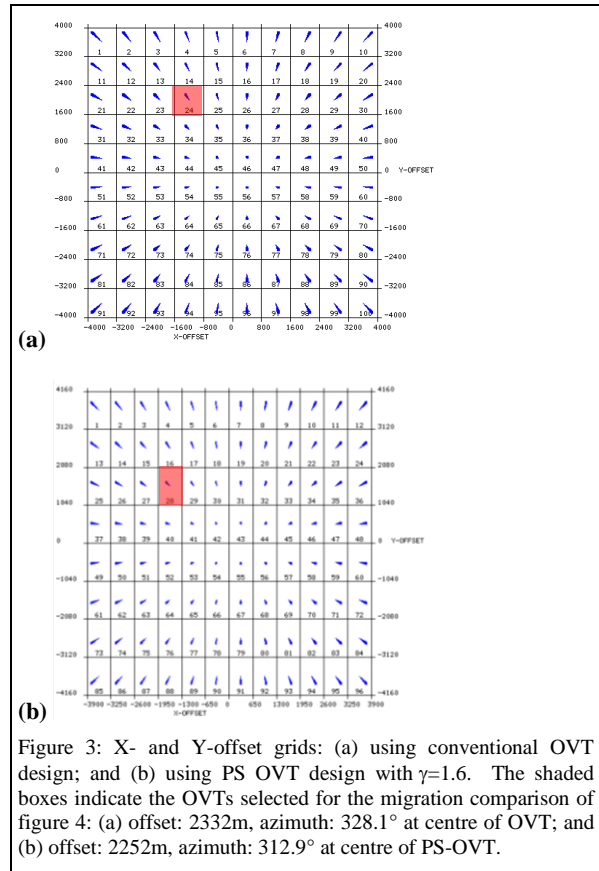 4000 4000
1 2 3 4 5 6 7 8 9 10
3200 3200
11 12 13 14 15 16 17 18 19 20
2400 2400
21 22 23 24 25 26 27 28 29 30
1600 1600
31 32 33 34 35 36 37 38 39 40
800 800
41 42 43 44 45 46 47 48 49 50
0 0 Y-OFFSET
51 52 53 54 55 56 57 58 59 60
-800 -800
61 62 63 64 65 66 67 68 69 70
-1600 -1600
71 72 73 74 75 76 77 78 79 80
-2400 -2400
81 82 83 84 85 86 87 88 89 90
-3200 -3200
91 92 93 94 95 96 97 98 99 100
-4000 -4000
-4000 -3200 -2400 -1600 -800 0 800 1600 2400 3200 4000
X-OFFSET
(a)
4160 4160
1 2 3 4 5 6 7 8 9 10 11 12
3120 3120
13 14 15 16 17 18 19 20 21 22 23 24
2080 2080
25 26 27 28 29 30 31 32 33 34 35 36
1040 1040
37 38 39 40 41 42 43 44 45 46 47 48
0 0 Y-OFFSET
49 50 51 52 53 54 55 56 57 58 59 60
-1040 -1040
61 62 63 64 65 66 67 68 69 70 71 72
-2080 -2080
73 74 75 76 77 78 79 80 81 82 83 84
-3120 -3120
85 86 87 88 89 90 91 92 93 94 95 96
-4160 -4160
-3900 -3250 -2600 -1950 -1300 -650 0 650 1300 1950 2600 3250 3900
X-OFFSET
(b)
Figure 3: X- and Y-offset grids: (a) using conventional OVT
design; and (b) using PS OVT design with γ=1.6. The shaded
boxes indicate the OVTs selected for the migration comparison of
figure 4: (a) offset: 2332m, azimuth: 328.1° at centre of OVT; and
(b) offset: 2252m, azimuth: 312.9° at centre of PS-OVT.